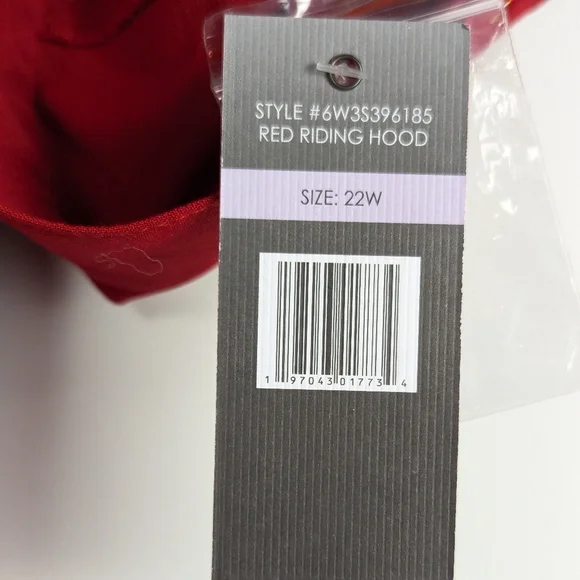 STYLE #6W3S396185
RED RIDING HOOD
SIZE: 22W
1 97043 01773 4